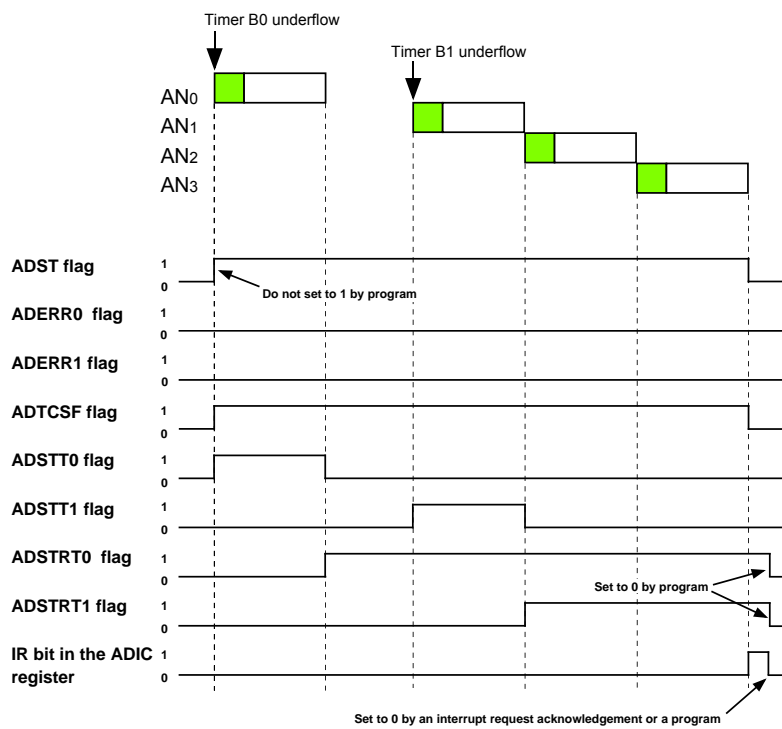 Timer B0 underflow
Timer B1 underflow
AN0
AN1
AN2
AN3
ADST flag
1
0
Do not set to 1 by program
ADERR0 flag
1
0
ADERR1 flag
1
0
ADTCSF flag
1
0
ADSTT0 flag
1
0
ADSTT1 flag
1
0
ADSTRT0 flag
1
0
Set to 0 by program
ADSTRT1 flag
1
0
IR bit in the ADIC
register
1
0
Set to 0 by an interrupt request acknowledgement or a program